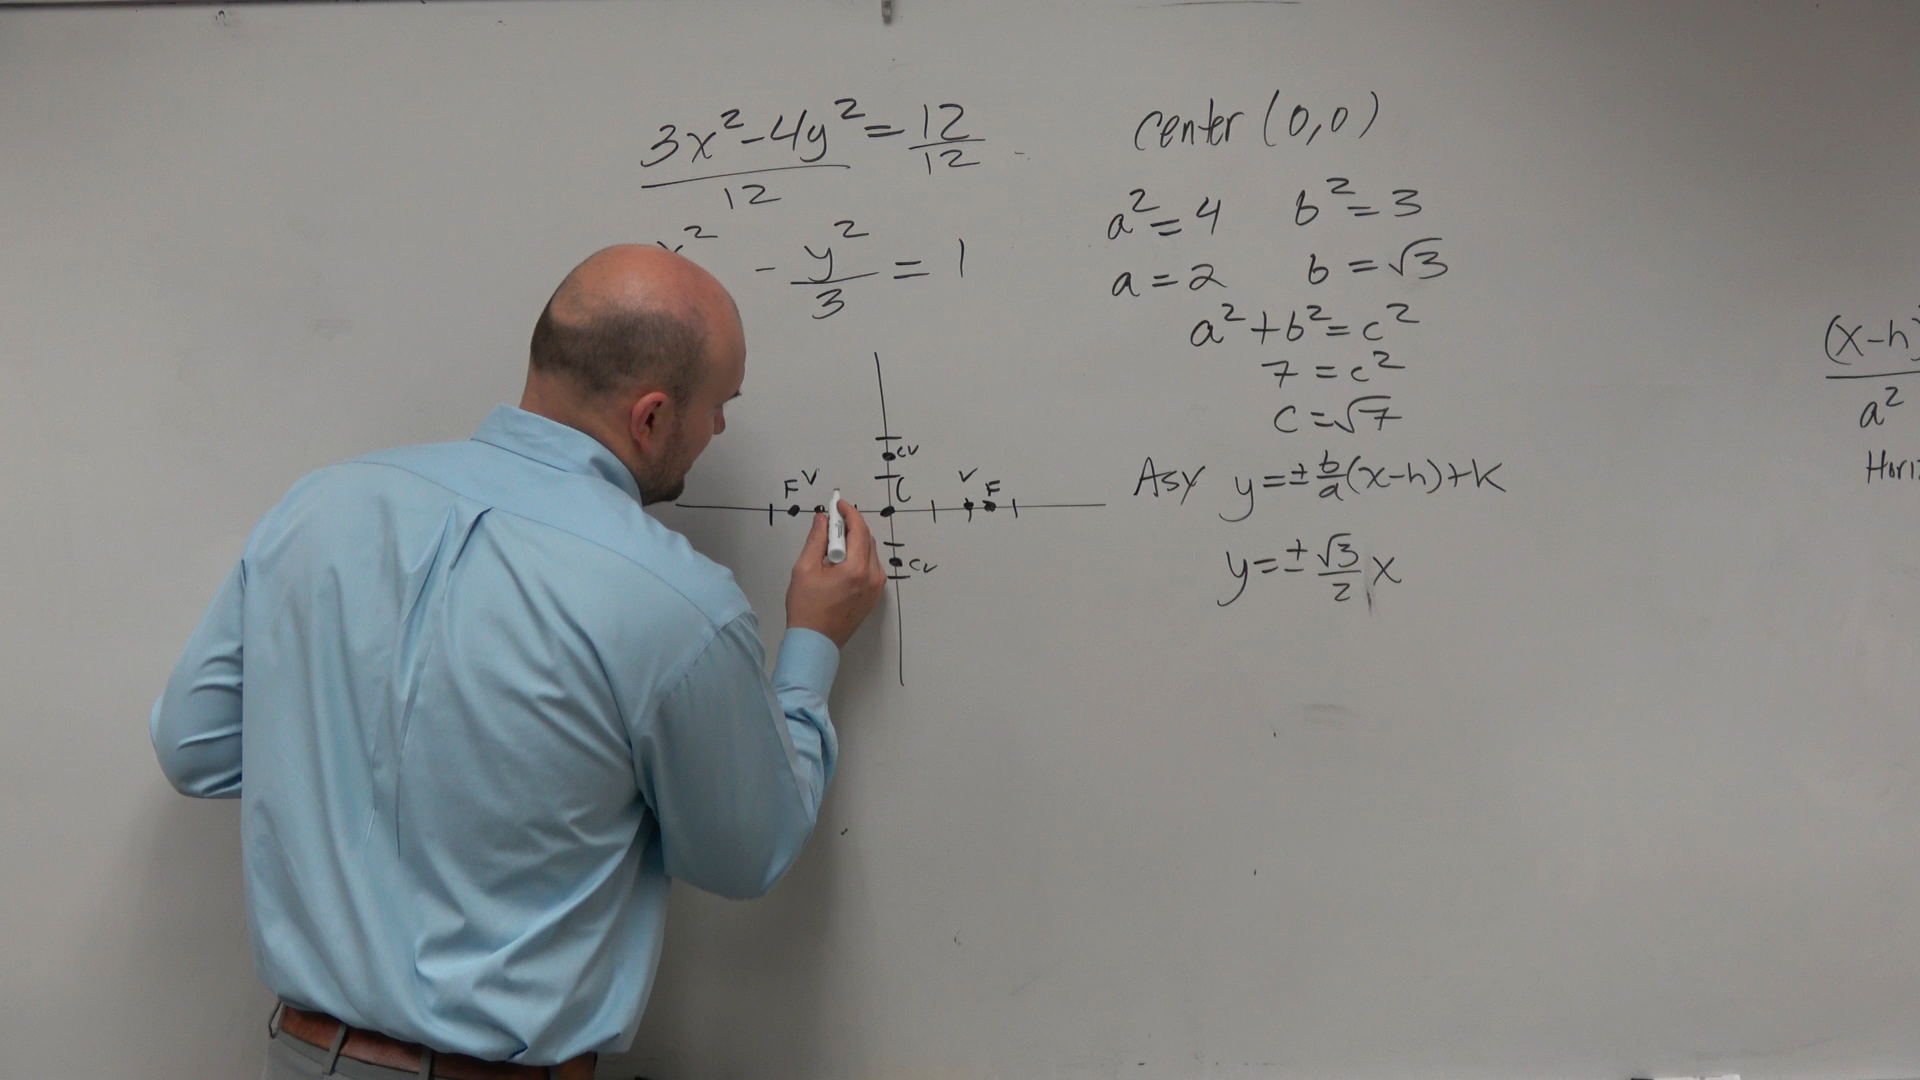 3x²-4y² = 12
12 12
x² - y² = 1
3
center (0,0)
a² = 4 b² = 3
a = 2 b = √3
a² + b² = c²
7 = c²
c = √7
Asy y = ± b/a (x-h) + k
y = ± √3/2 x
CV
C
F V V F
CV
(x-h)
a²
Hori